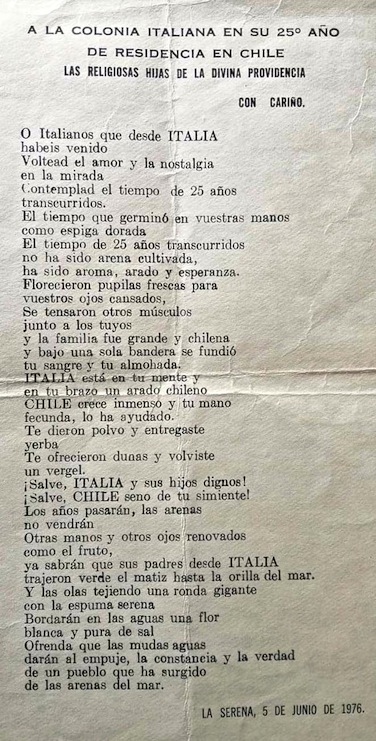 A LA COLONIA ITALIANA EN SU 25º AÑO
DE RESIDENCIA EN CHILE
LAS RELIGIOSAS HIJAS DE LA DIVINA PROVIDENCIA
CON CARIÑO.
O Italianos que desde ITALIA
habeis venido
Voltead el amor y la nostalgia
en la mirada
Contemplad el tiempo de 25 años
transcurridos.
El tiempo que germinó en vuestras manos
como espiga dorada
El tiempo de 25 años transcurridos
no ha sido arena cultivada,
ha sido aroma, arado y esperanza.
Florecieron pupilas frescas para
vuestros ojos cansados,
Se tensaron otros músculos
junto a los tuyos
y la familia fue grande y chilena
y bajo una sola bandera se fundió
tu sangre y tu almohada.
ITALIA está en tu mente y
en tu brazo un arado chileno
CHILE crece inmenso y tu mano
fecunda, lo ha ayudado.
Te dieron polvo y entregaste
yerba
Te ofrecieron dunas y volviste
un vergel.
¡Salve, ITALIA y sus hijos dignos!
¡Salve, CHILE seno de tu simiente!
Los años pasarán, las arenas
no vendrán
Otras manos y otros ojos renovados
como el fruto,
ya sabrán que sus padres desde ITALIA
trajeron verde el matiz hasta la orilla del mar.
Y las olas tejiendo una ronda gigante
con la espuma serena
Bordarán en las aguas una flor
blanca y pura de sal
Ofrenda que las mudas aguas
darán al empuje, la constancia y la verdad
de un pueblo que ha surgido
de las arenas del mar.
LA SERENA, 5 DE JUNIO DE 1976.